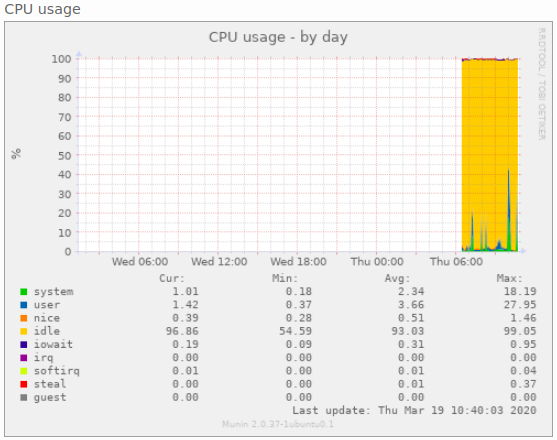 CPU usage
CPU usage - by day
RRDTOOL / TOBI OETIKER
%
100
90
80
70
60
50
40
30
20
10
0
Wed 06:00 Wed 12:00 Wed 18:00 Thu 00:00 Thu 06:00
Cur: Min: Avg: Max:
system 1.01 0.18 2.34 18.19
user 1.42 0.37 3.66 27.95
nice 0.39 0.28 0.51 1.46
idle 96.86 54.59 93.03 99.05
iowait 0.19 0.09 0.31 0.95
irq 0.00 0.00 0.00 0.00
softirq 0.01 0.00 0.01 0.04
steal 0.00 0.00 0.01 0.37
guest 0.00 0.00 0.00 0.00
Last update: Thu Mar 19 10:40:03 2020
Munin 2.0.37-1ubuntu0.1